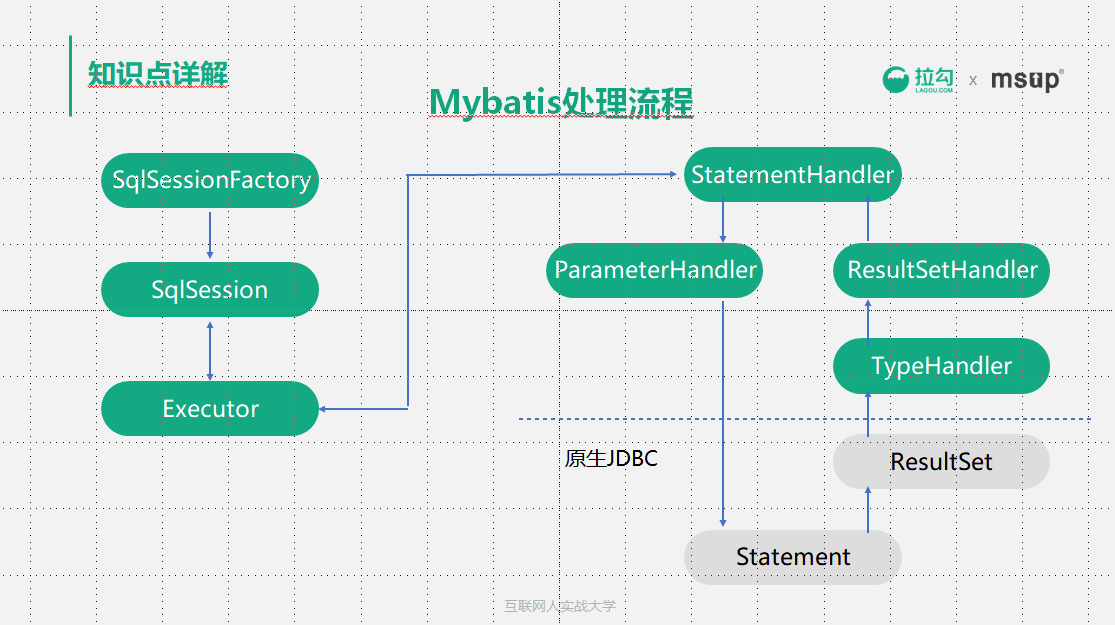 知识点详解
拉勾
LAGOU.COM
x
msup®
Mybatis处理流程
SqlSessionFactory
StatementHandler
SqlSession
ParameterHandler
ResultSetHandler
TypeHandler
Executor
原生JDBC
ResultSet
Statement
互联网人实战大学